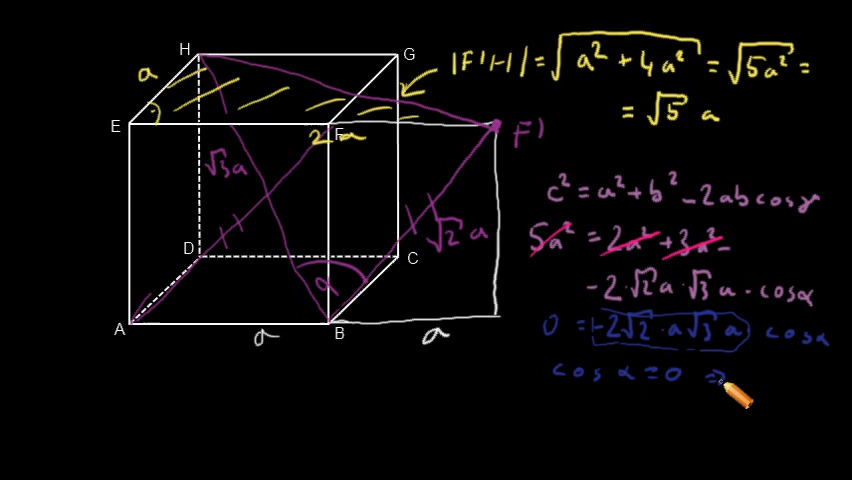 H
G
a
|F'H| = √(a² + 4a²) = √(5a²) =
= √5 a
E
F
2a
F'
√3a
c² = a² + b² - 2ab cos γ
√2 a
5a² = 2a² + 3a² -
D
C
α
- 2 · √2 a · √3 a · cos α
0 = -2√2 · a √3 a cos α
A
B
a
a
cos α = 0 =>